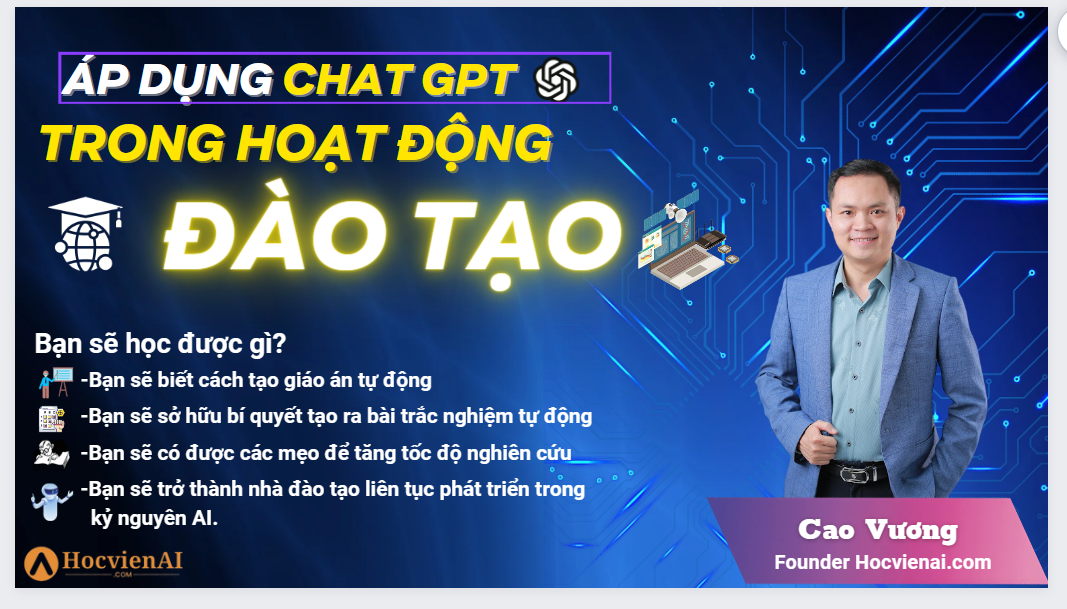 ÁP DỤNG CHAT GPT
TRONG HOẠT ĐỘNG
ĐÀO TẠO
Bạn sẽ học được gì?
-Bạn sẽ biết cách tạo giáo án tự động
-Bạn sẽ sở hữu bí quyết tạo ra bài trắc nghiệm tự động
-Bạn sẽ có được các mẹo để tăng tốc độ nghiên cứu
-Bạn sẽ trở thành nhà đào tạo liên tục phát triển trong
kỷ nguyên AI.
HocvienAI
.COM
Cao Vương
Founder Hocvienai.com